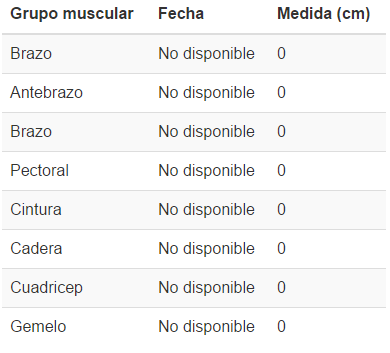 Grupo muscular Fecha Medida (cm)
Brazo No disponible 0
Antebrazo No disponible 0
Brazo No disponible 0
Pectoral No disponible 0
Cintura No disponible 0
Cadera No disponible 0
Cuadricep No disponible 0
Gemelo No disponible 0